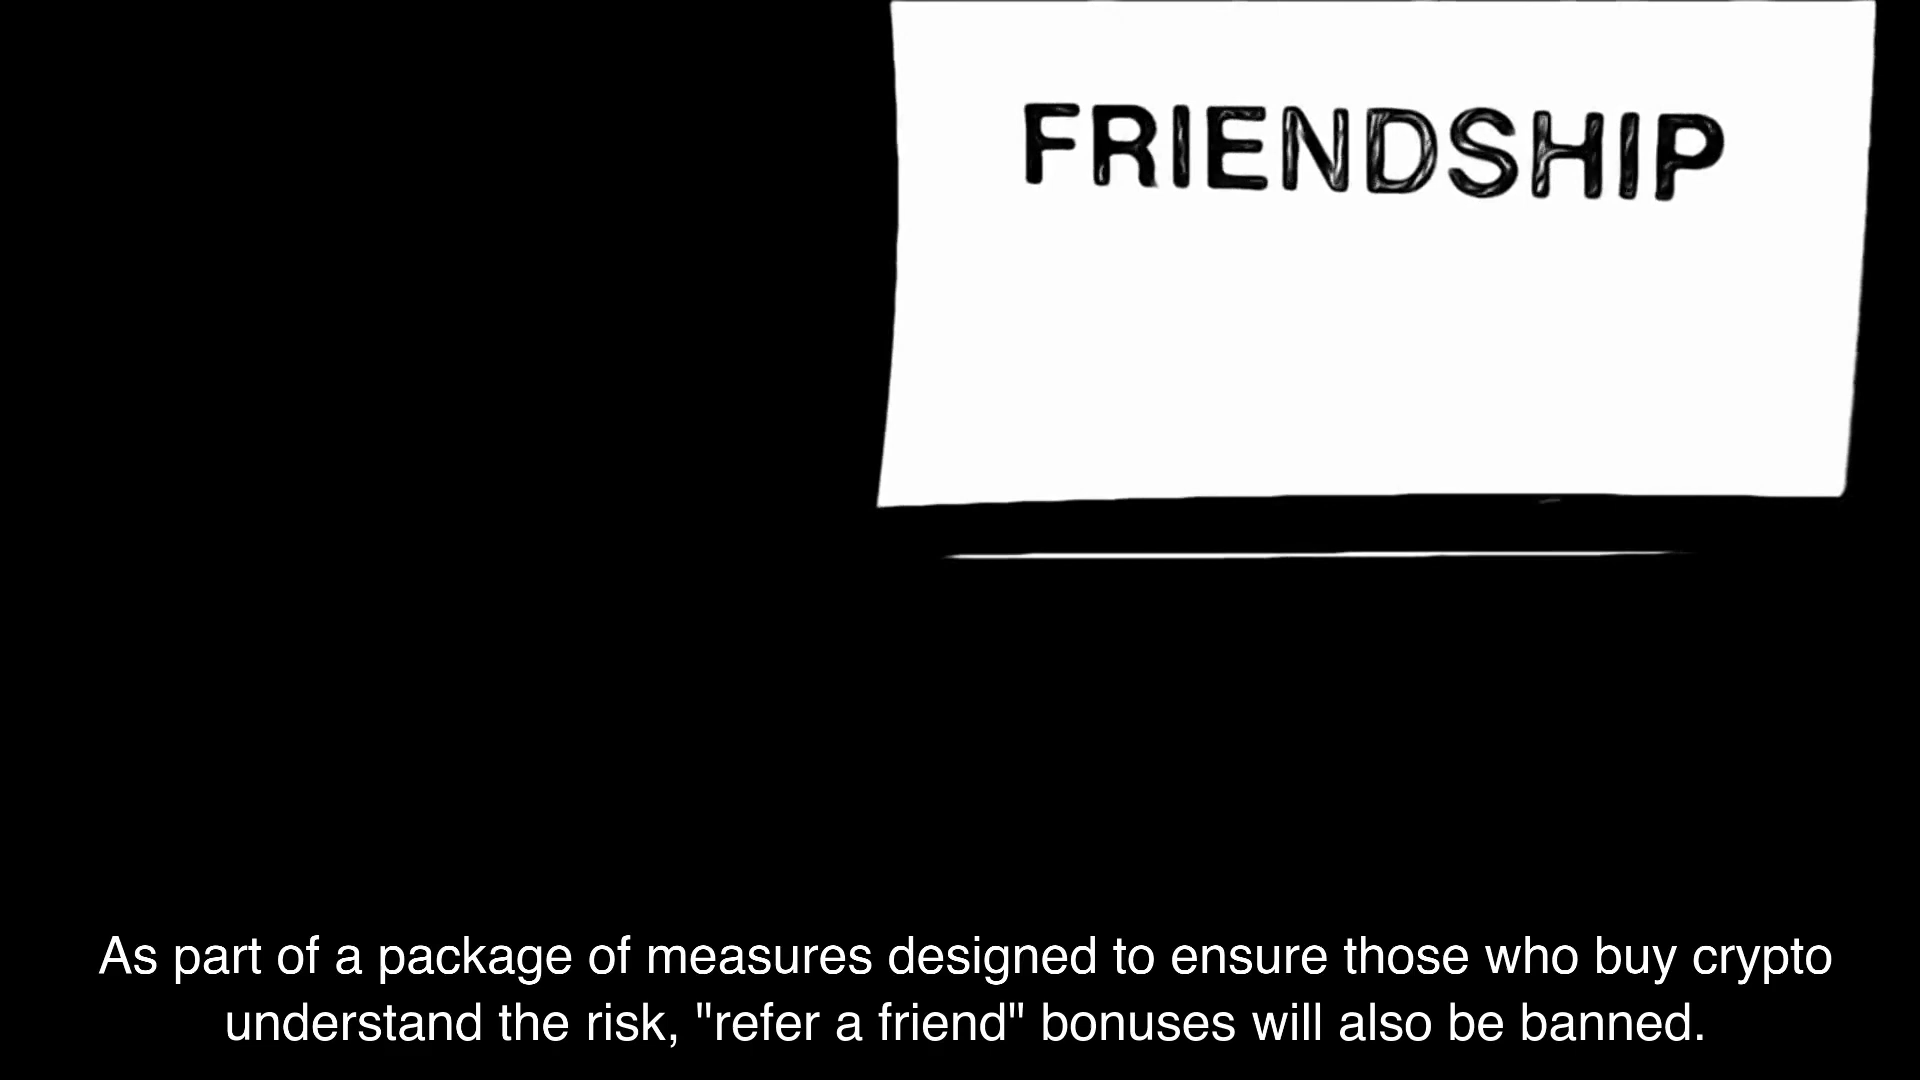 FRIENDSHIP
As part of a package of measures designed to ensure those who buy crypto
understand the risk, "refer a friend" bonuses will also be banned.